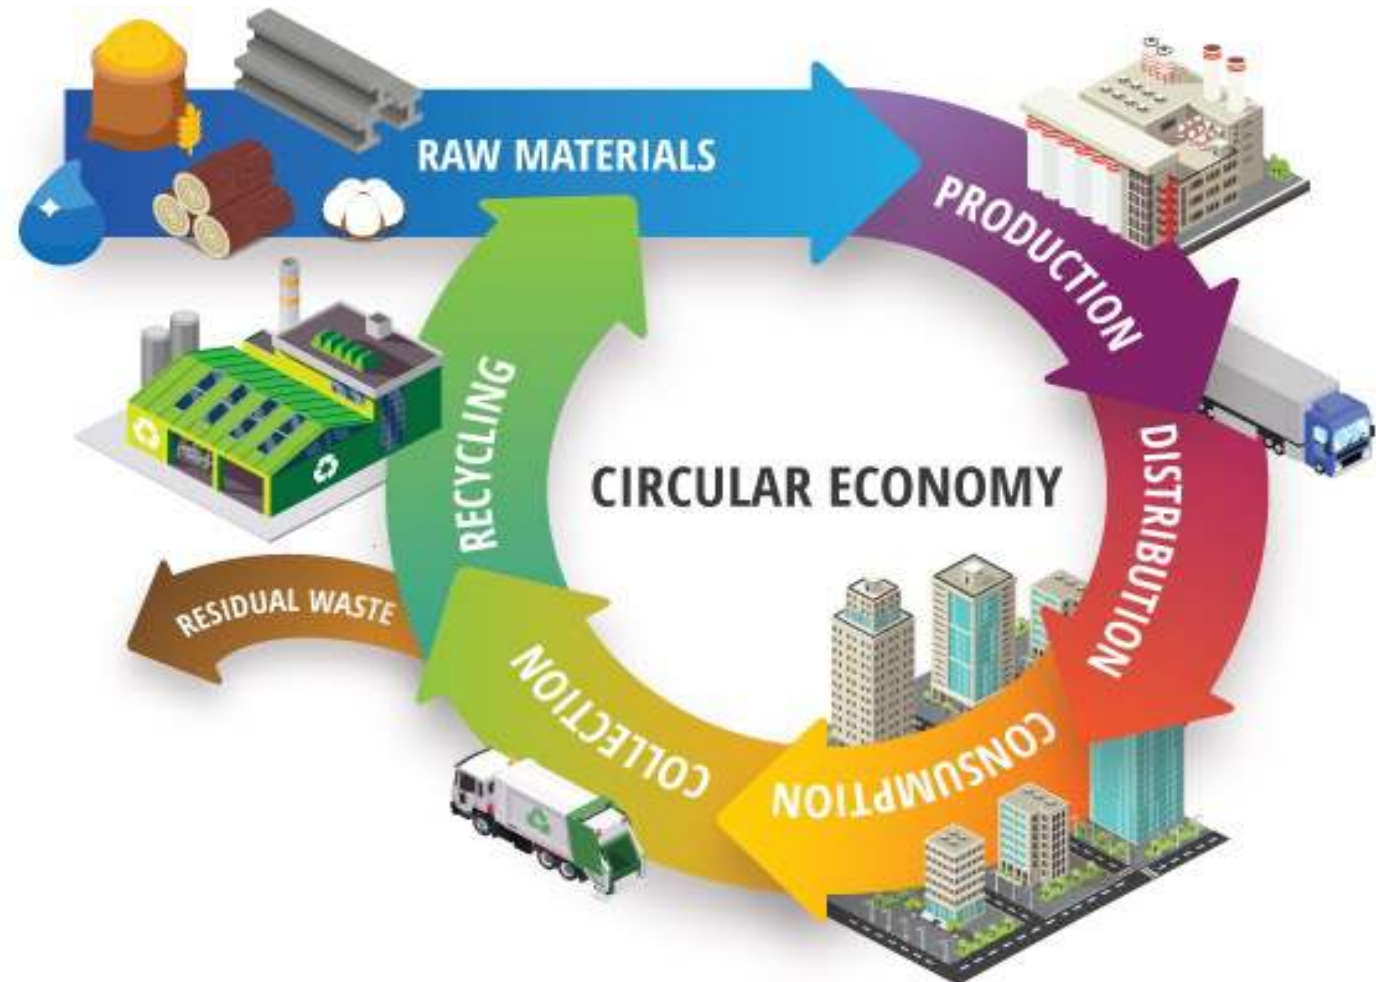 RAW MATERIALS
PRODUCTION
DISTRIBUTION
CIRCULAR ECONOMY
RECYCLING
RESIDUAL WASTE
COLLECTION
CONSUMPTION